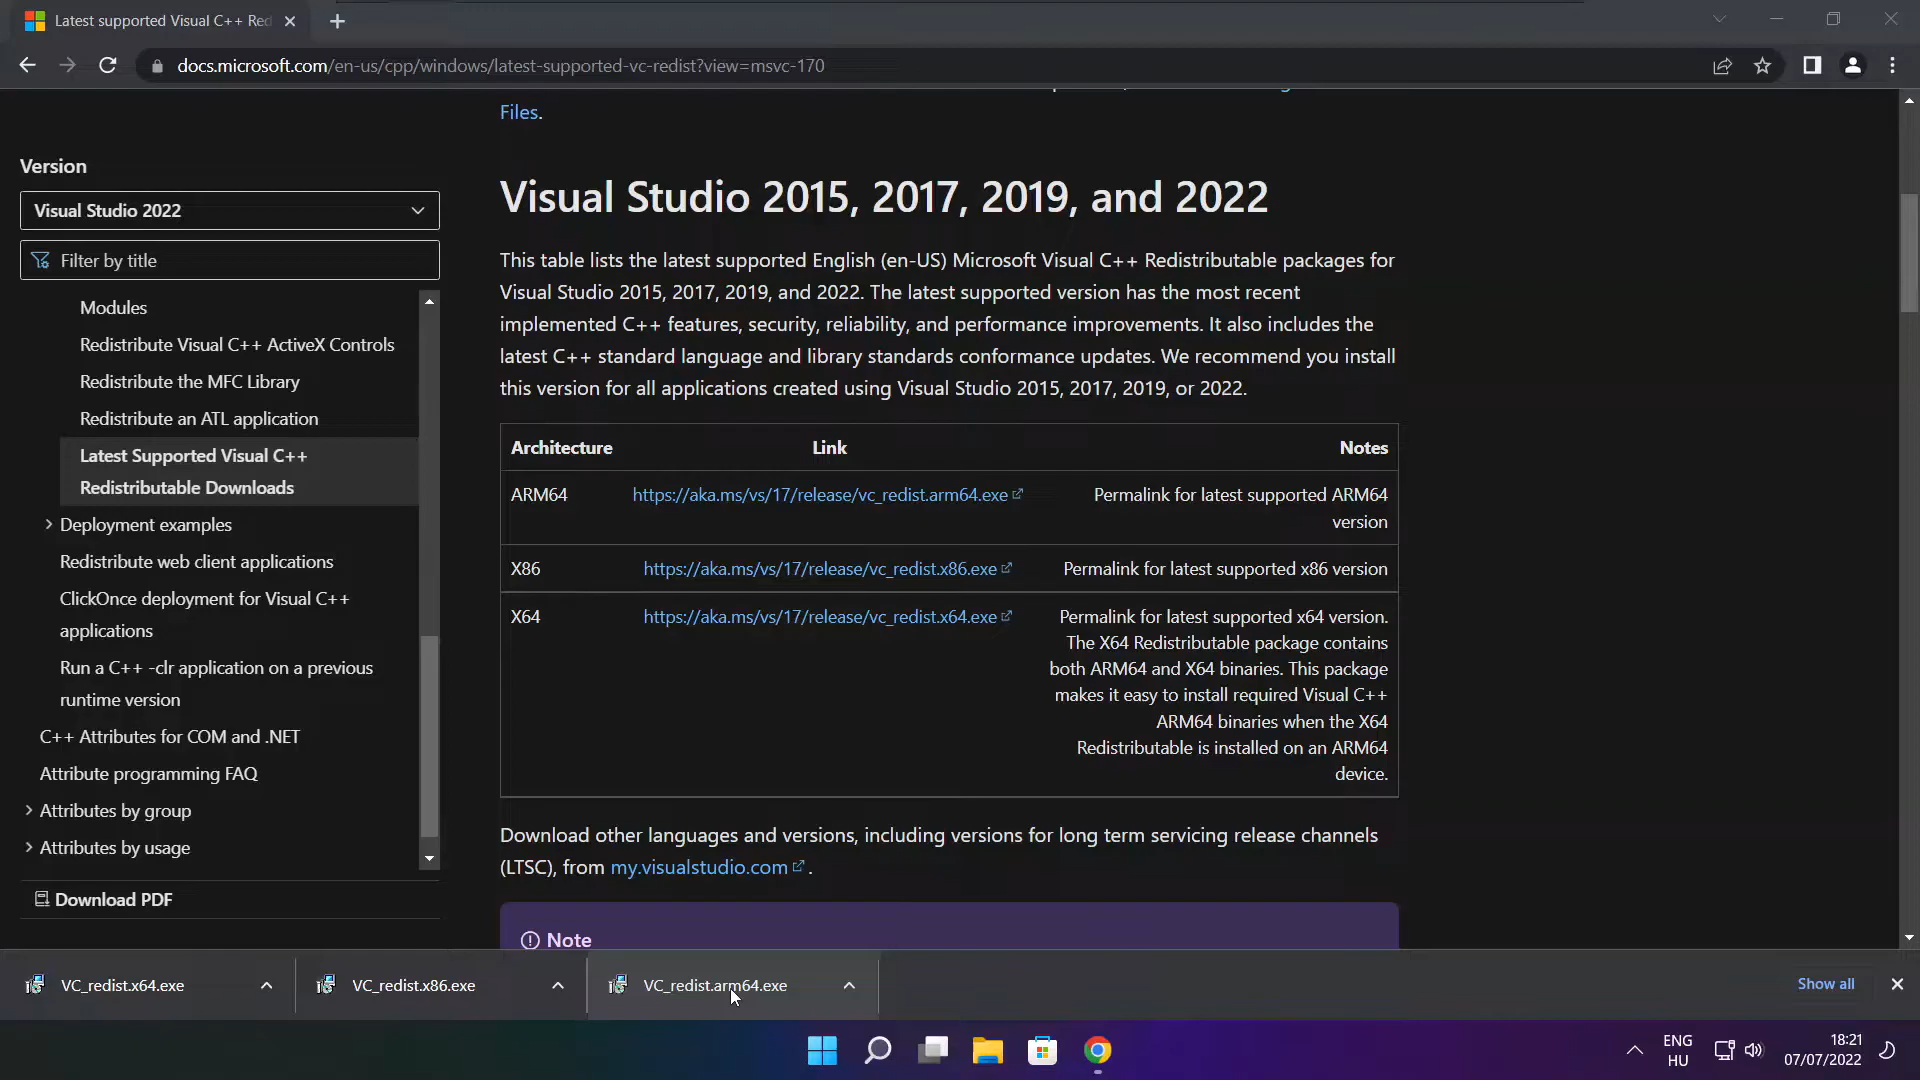 Latest supported Visual C++ Red
docs.microsoft.com/en-us/cpp/windows/latest-supported-vc-redist?view=msvc-170
Version
Visual Studio 2022
Filter by title
Modules
Redistribute Visual C++ ActiveX Controls
Redistribute the MFC Library
Redistribute an ATL application
Latest Supported Visual C++
Redistributable Downloads
Deployment examples
Redistribute web client applications
ClickOnce deployment for Visual C++
applications
Run a C++ -clr application on a previous
runtime version
C++ Attributes for COM and .NET
Attribute programming FAQ
Attributes by group
Attributes by usage
Download PDF
Files.
Visual Studio 2015, 2017, 2019, and 2022
This table lists the latest supported English (en-US) Microsoft Visual C++ Redistributable packages for
Visual Studio 2015, 2017, 2019, and 2022. The latest supported version has the most recent
implemented C++ features, security, reliability, and performance improvements. It also includes the
latest C++ standard language and library standards conformance updates. We recommend you install
this version for all applications created using Visual Studio 2015, 2017, 2019, or 2022.
Architecture Link Notes
ARM64 https://aka.ms/vs/17/release/vc_redist.arm64.exe Permalink for latest supported ARM64
version
X86 https://aka.ms/vs/17/release/vc_redist.x86.exe Permalink for latest supported x86 version
X64 https://aka.ms/vs/17/release/vc_redist.x64.exe Permalink for latest supported x64 version.
The X64 Redistributable package contains
both ARM64 and X64 binaries. This package
makes it easy to install required Visual C++
ARM64 binaries when the X64
Redistributable is installed on an ARM64
device.
Download other languages and versions, including versions for long term servicing release channels
(LTSC), from my.visualstudio.com.
Note
VC_redist.x64.exe
VC_redist.x86.exe
VC_redist.arm64.exe
Show all
ENG
HU
18:21
07/07/2022